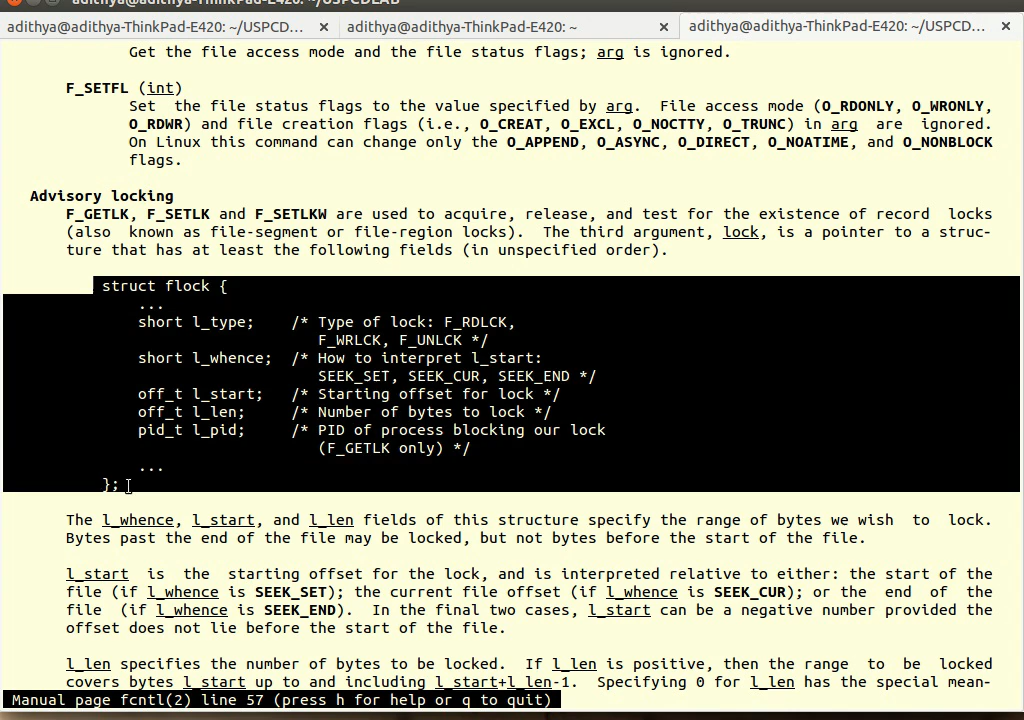 adithya@adithya-ThinkPad-E420: ~/USPCDLAB
adithya@adithya-ThinkPad-E420: ~/USPCD... × adithya@adithya-ThinkPad-E420: ~ × adithya@adithya-ThinkPad-E420: ~/USPCD... ×
Get the file access mode and the file status flags; arg is ignored.
F_SETFL (int)
Set the file status flags to the value specified by arg. File access mode (O_RDONLY, O_WRONLY,
O_RDWR) and file creation flags (i.e., O_CREAT, O_EXCL, O_NOCTTY, O_TRUNC) in arg are ignored.
On Linux this command can change only the O_APPEND, O_ASYNC, O_DIRECT, O_NOATIME, and O_NONBLOCK
flags.
Advisory locking
F_GETLK, F_SETLK and F_SETLKW are used to acquire, release, and test for the existence of record locks
(also known as file-segment or file-region locks). The third argument, lock, is a pointer to a struc-
ture that has at least the following fields (in unspecified order).
struct flock {
...
short l_type; /* Type of lock: F_RDLCK,
F_WRLCK, F_UNLCK */
short l_whence; /* How to interpret l_start:
SEEK_SET, SEEK_CUR, SEEK_END */
off_t l_start; /* Starting offset for lock */
off_t l_len; /* Number of bytes to lock */
pid_t l_pid; /* PID of process blocking our lock
(F_GETLK only) */
...
};
The l_whence, l_start, and l_len fields of this structure specify the range of bytes we wish to lock.
Bytes past the end of the file may be locked, but not bytes before the start of the file.
l_start is the starting offset for the lock, and is interpreted relative to either: the start of the
file (if l_whence is SEEK_SET); the current file offset (if l_whence is SEEK_CUR); or the end of the
file (if l_whence is SEEK_END). In the final two cases, l_start can be a negative number provided the
offset does not lie before the start of the file.
l_len specifies the number of bytes to be locked. If l_len is positive, then the range to be locked
covers bytes l_start up to and including l_start+l_len-1. Specifying 0 for l_len has the special mean-
Manual page fcntl(2) line 57 (press h for help or q to quit)